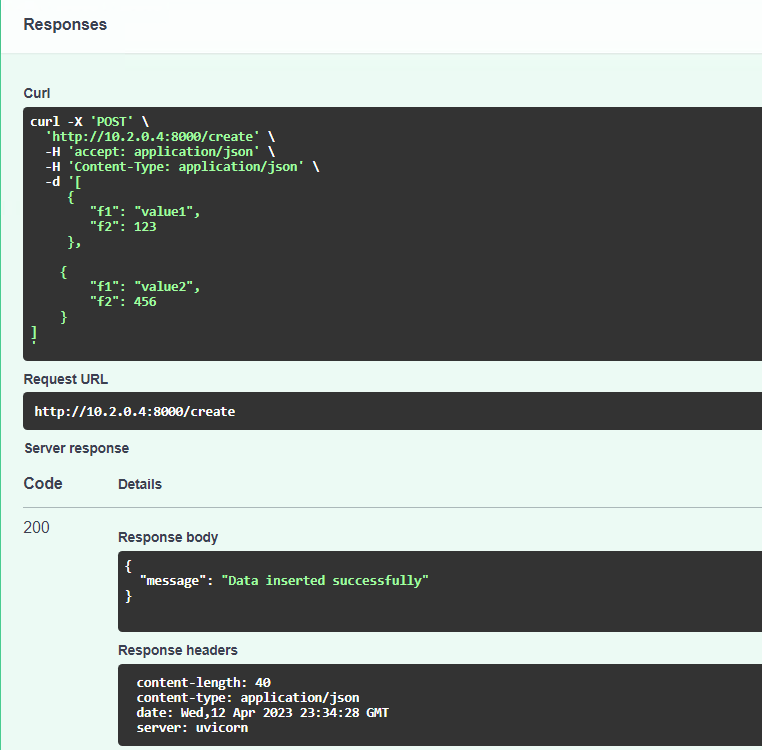 Responses
Curl
curl -X 'POST' \
  'http://10.2.0.4:8000/create' \
  -H 'accept: application/json' \
  -H 'Content-Type: application/json' \
  -d '[
     {
        "f1": "value1",
        "f2": 123
     },
    {
        "f1": "value2",
        "f2": 456
    }
]
'
Request URL
http://10.2.0.4:8000/create
Server response
Code Details
200
Response body
{
  "message": "Data inserted successfully"
}
Response headers
content-length: 40
content-type: application/json
date: Wed,12 Apr 2023 23:34:28 GMT
server: uvicorn